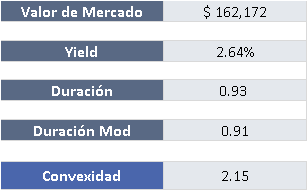 Valor de Mercado $ 162,172
Yield 2.64%
Duración 0.93
Duración Mod 0.91
Convexidad 2.15